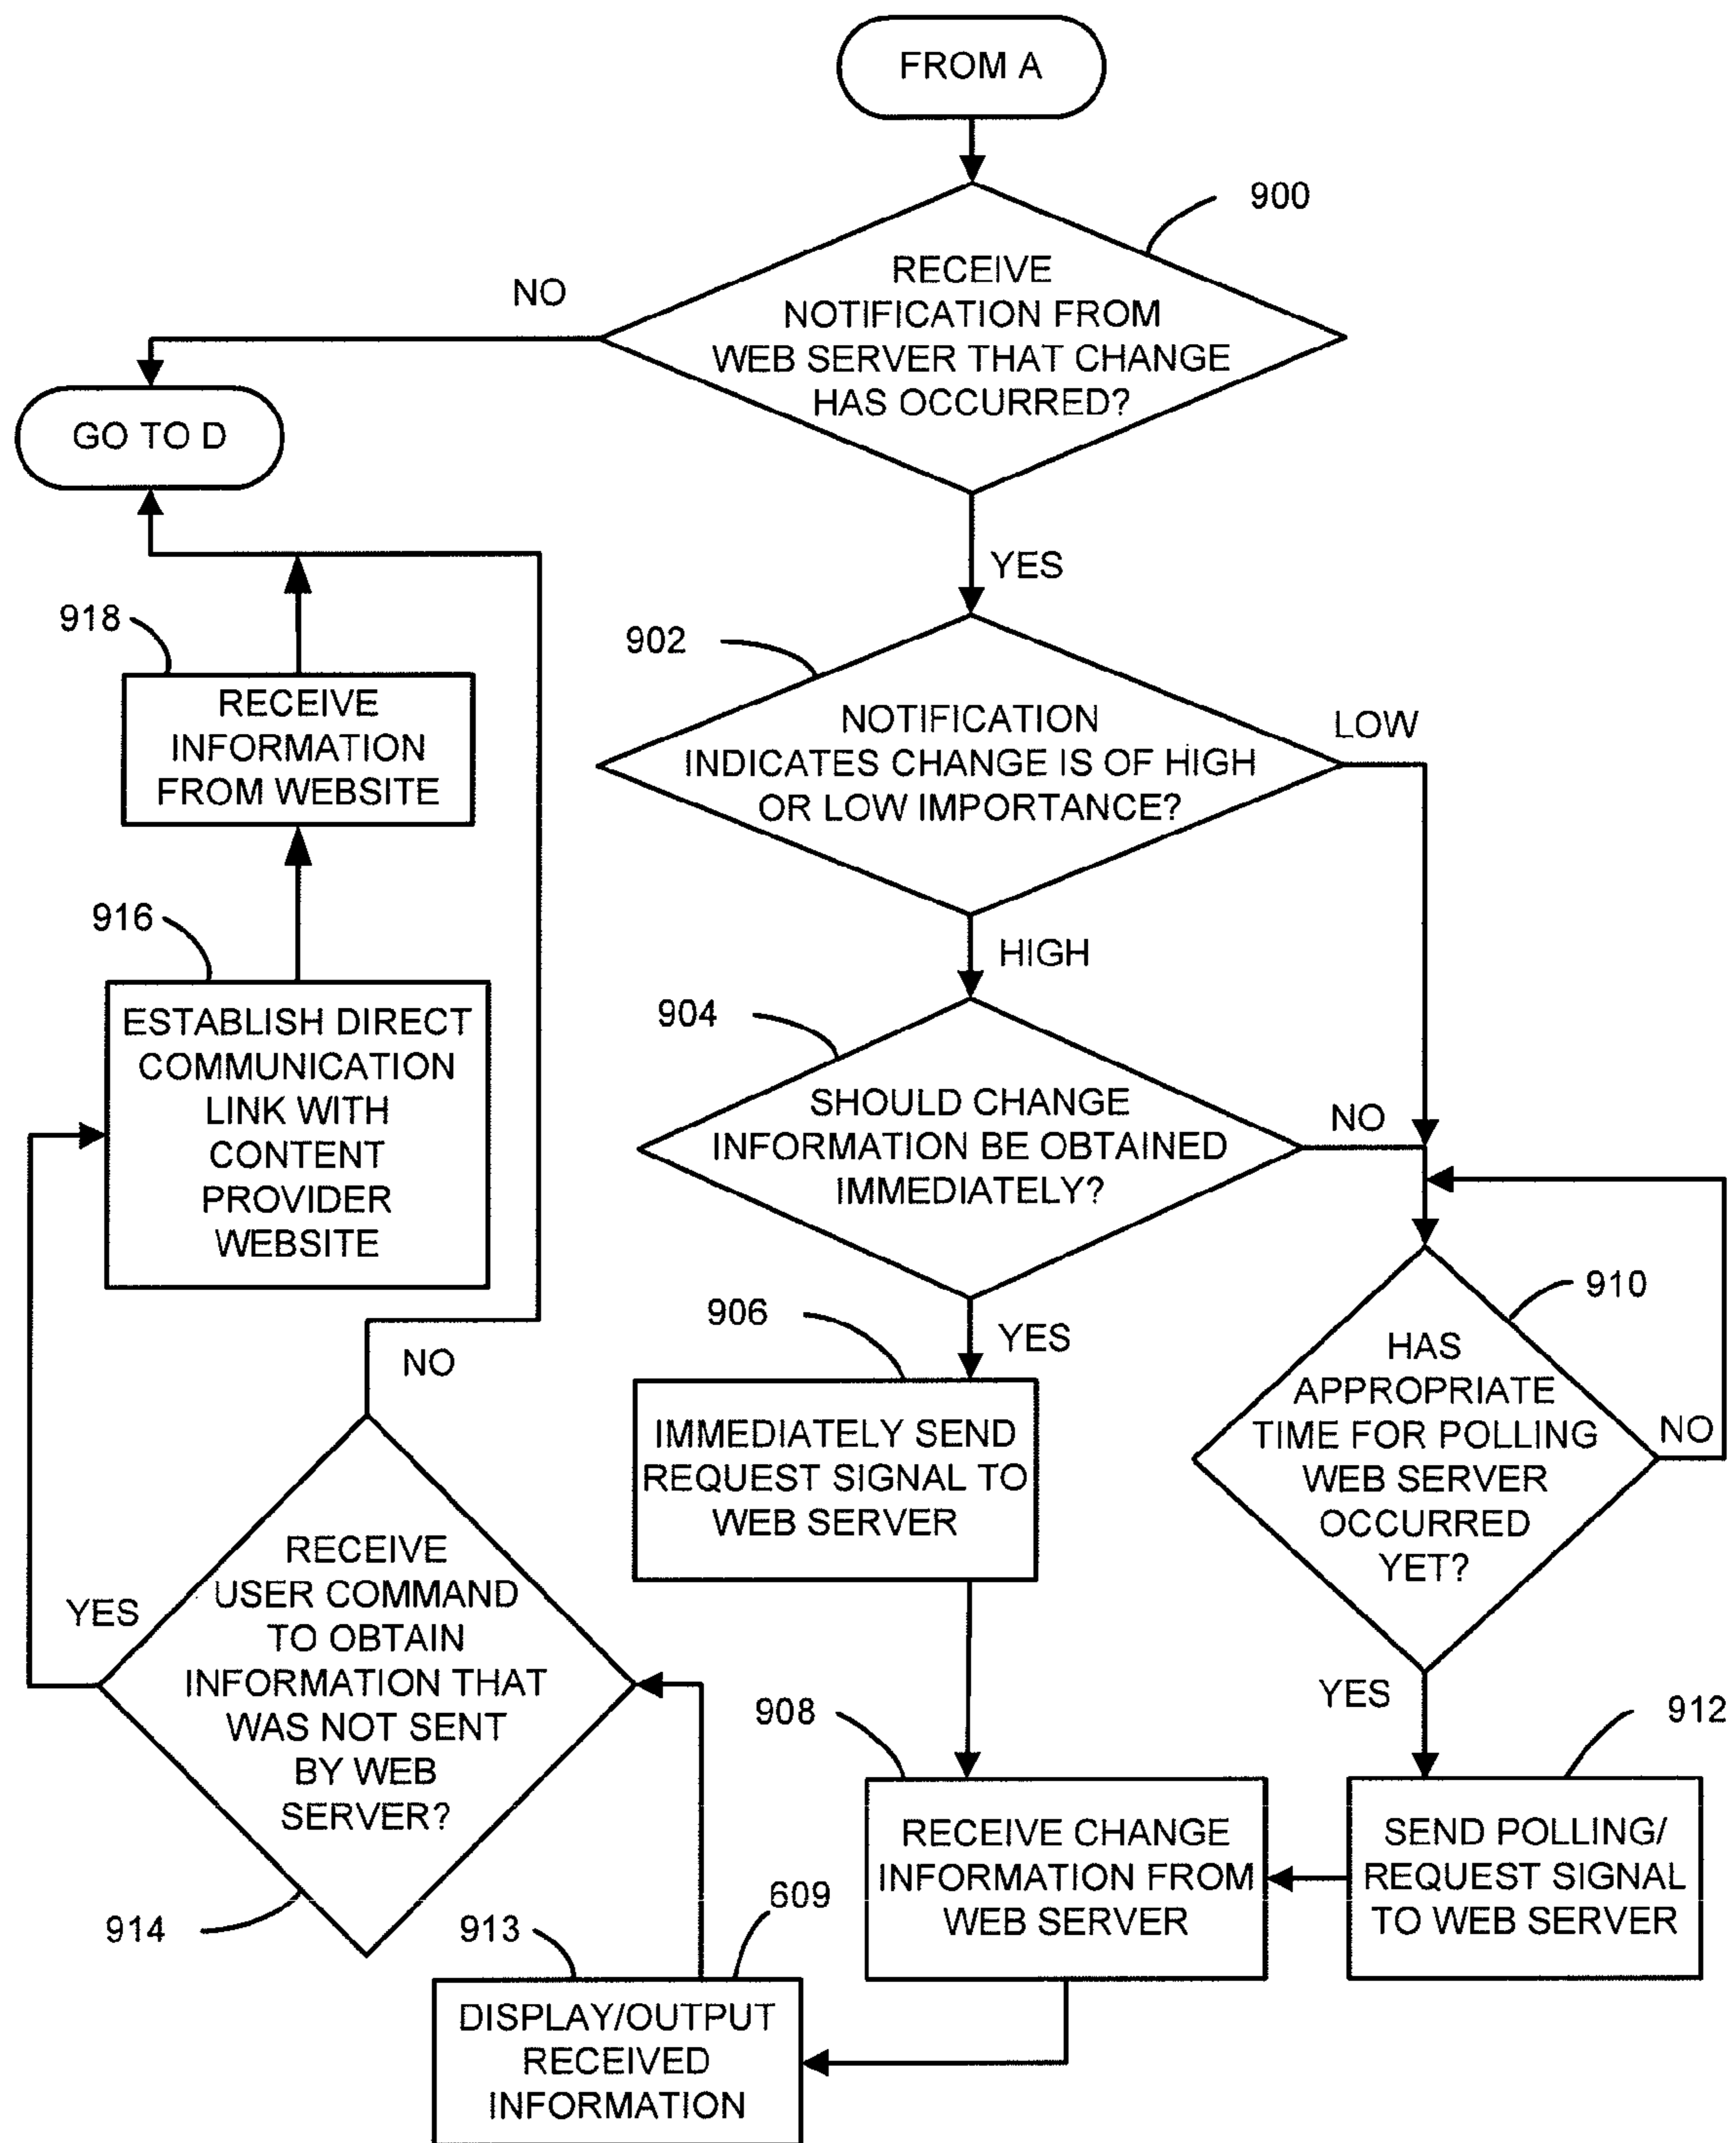 FROM A
900
RECEIVE
NOTIFICATION FROM
WEB SERVER THAT CHANGE
HAS OCCURRED?
NO
GO TO D
YES
918
RECEIVE
INFORMATION
FROM WEBSITE
902
NOTIFICATION
INDICATES CHANGE IS OF HIGH
OR LOW IMPORTANCE?
LOW
HIGH
916
ESTABLISH DIRECT
COMMUNICATION
LINK WITH
CONTENT
PROVIDER
WEBSITE
904
SHOULD CHANGE
INFORMATION BE OBTAINED
IMMEDIATELY?
NO
YES
906
IMMEDIATELY SEND
REQUEST SIGNAL TO
WEB SERVER
910
HAS
APPROPRIATE
TIME FOR POLLING
WEB SERVER
OCCURRED
YET?
NO
YES
NO
YES
RECEIVE
USER COMMAND
TO OBTAIN
INFORMATION THAT
WAS NOT SENT
BY WEB
SERVER?
914
908
RECEIVE CHANGE
INFORMATION FROM
WEB SERVER
912
SEND POLLING/
REQUEST SIGNAL
TO WEB SERVER
913
609
DISPLAY/OUTPUT
RECEIVED
INFORMATION